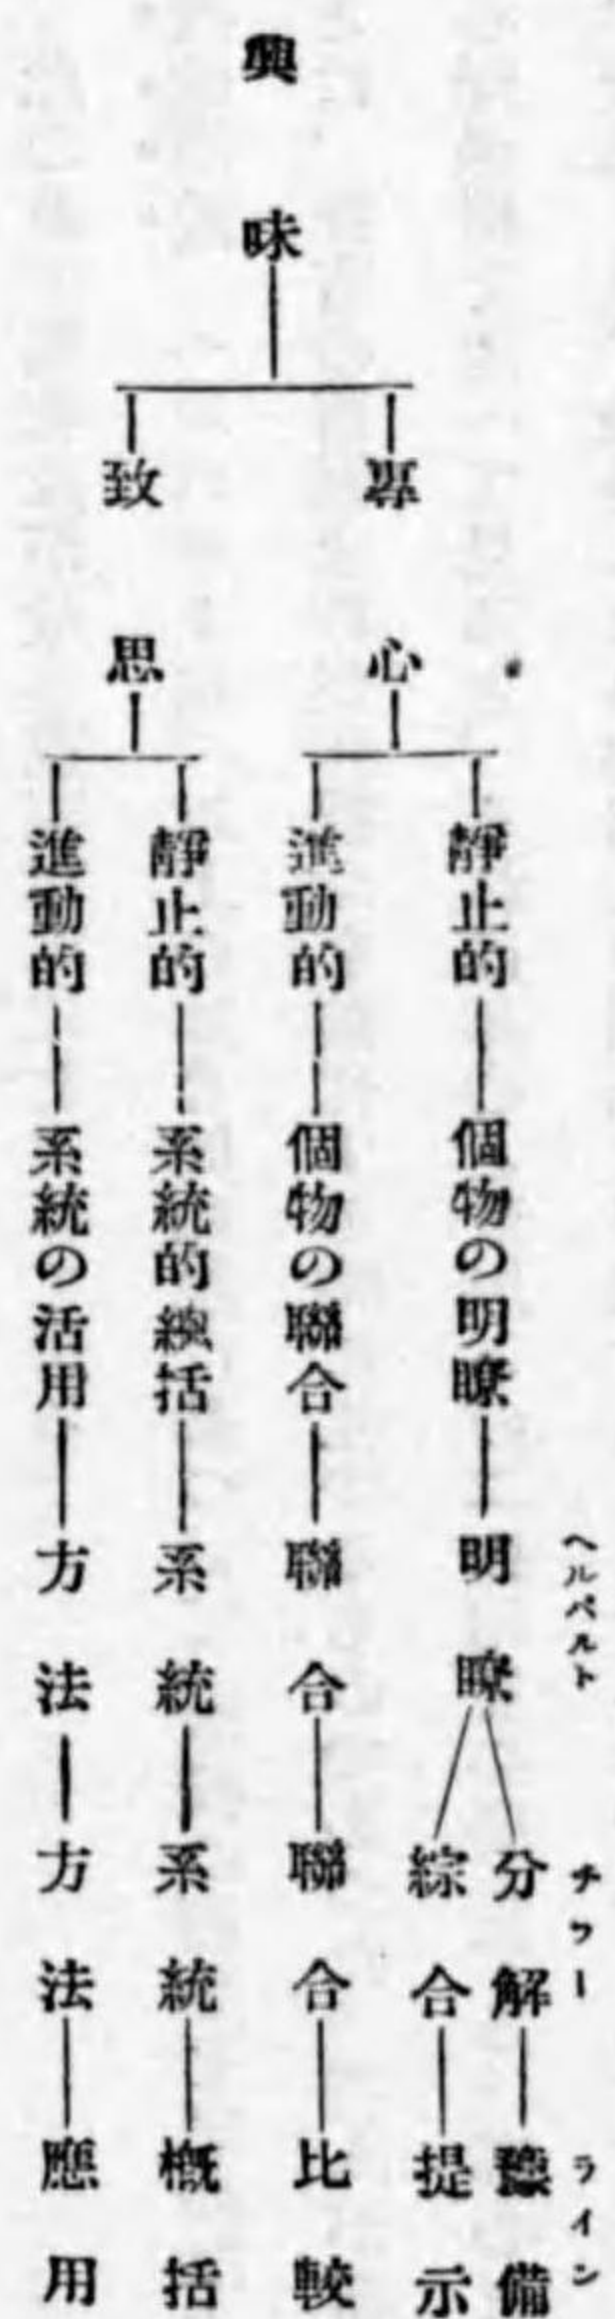 興味
專心
致思
靜止的
進動的
靜止的
進動的
個物の明瞭
個物の聯合
系統的總括
系統の活用
ヘルバルト
明瞭
聯合
系統
方法
チラー
分解
綜合
聯合
系統
方法
ライン
豫備
提示
比較
概括
應用